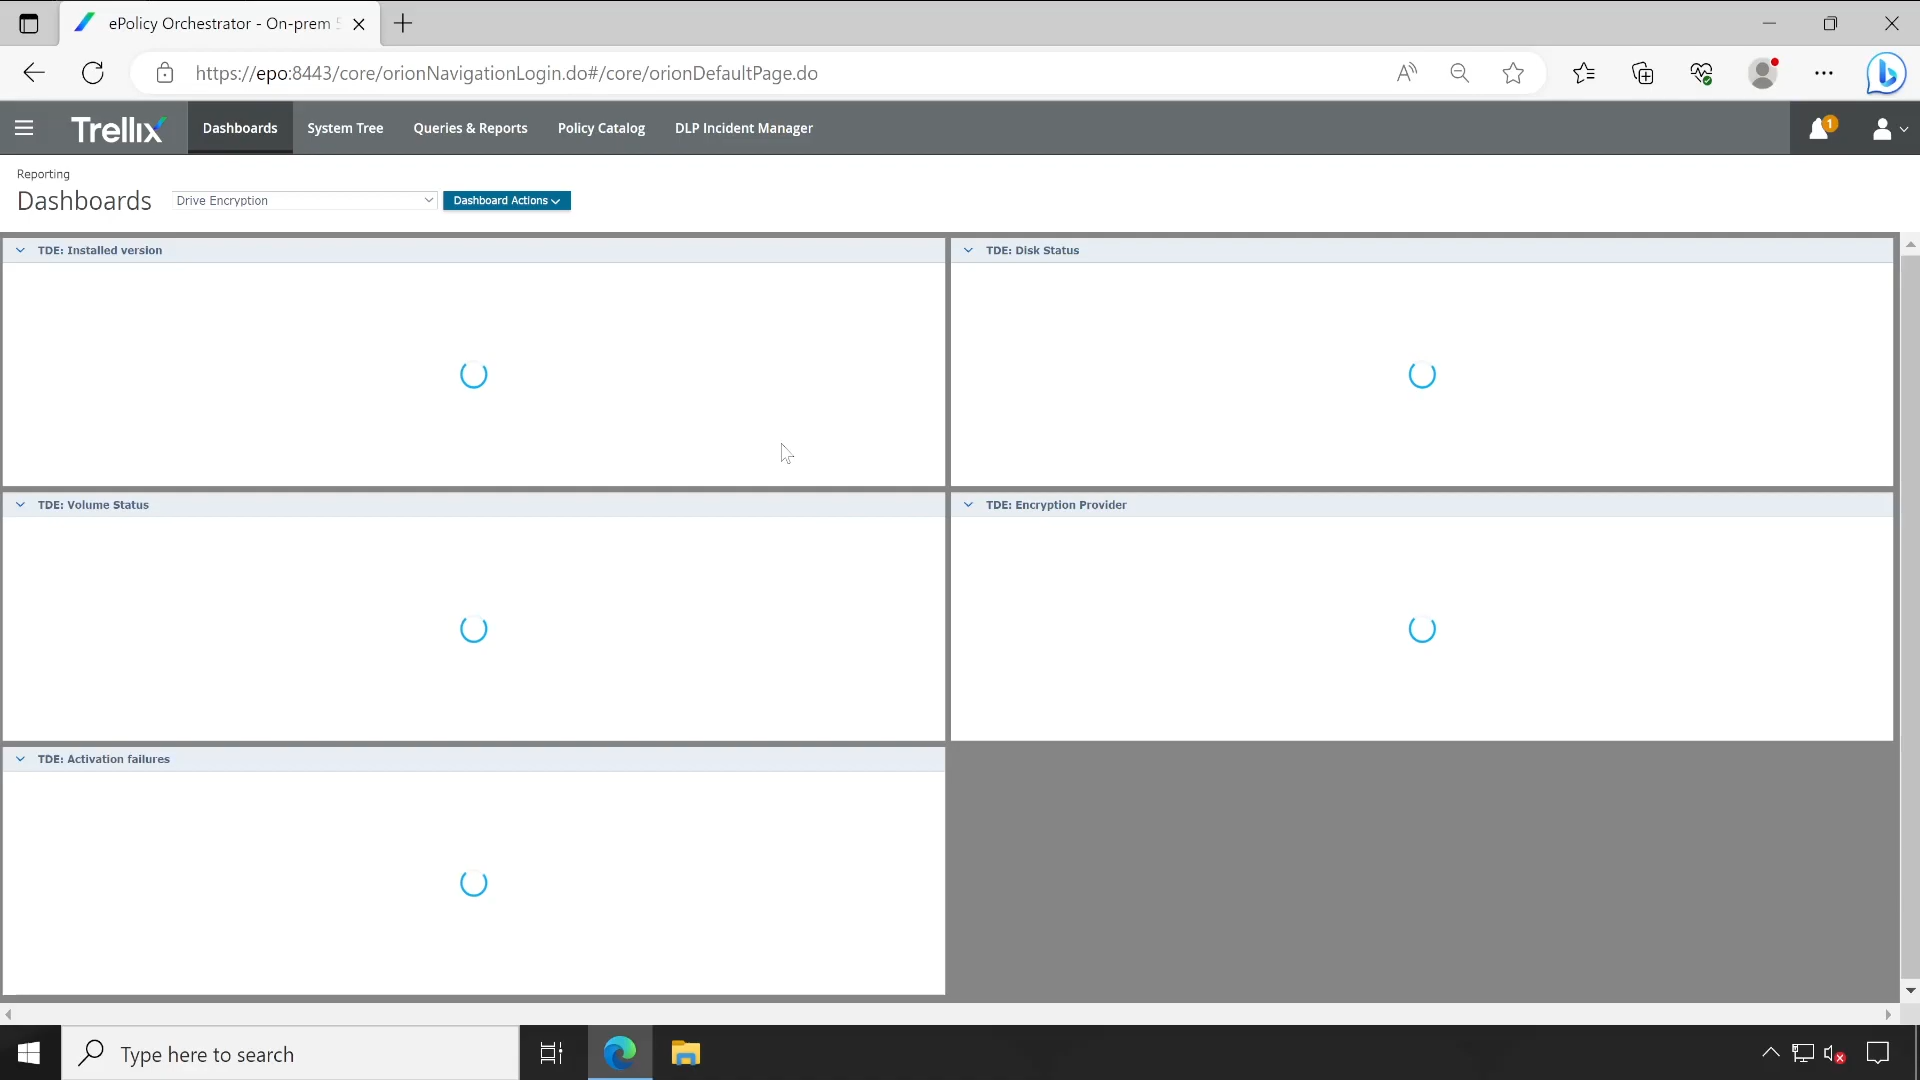 ePolicy Orchestrator - On-prem
https://epo:8443/core/orionNavigationLogin.do#/core/orionDefaultPage.do
Trellix
Dashboards
System Tree
Queries & Reports
Policy Catalog
DLP Incident Manager
1
Reporting
Dashboards
Drive Encryption
Dashboard Actions
TDE: Installed version
TDE: Disk Status
TDE: Volume Status
TDE: Encryption Provider
TDE: Activation failures
Type here to search